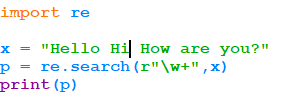 import re
x = "Hello Hi How are you?"
p = re.search(r"\w+",x)
print(p)